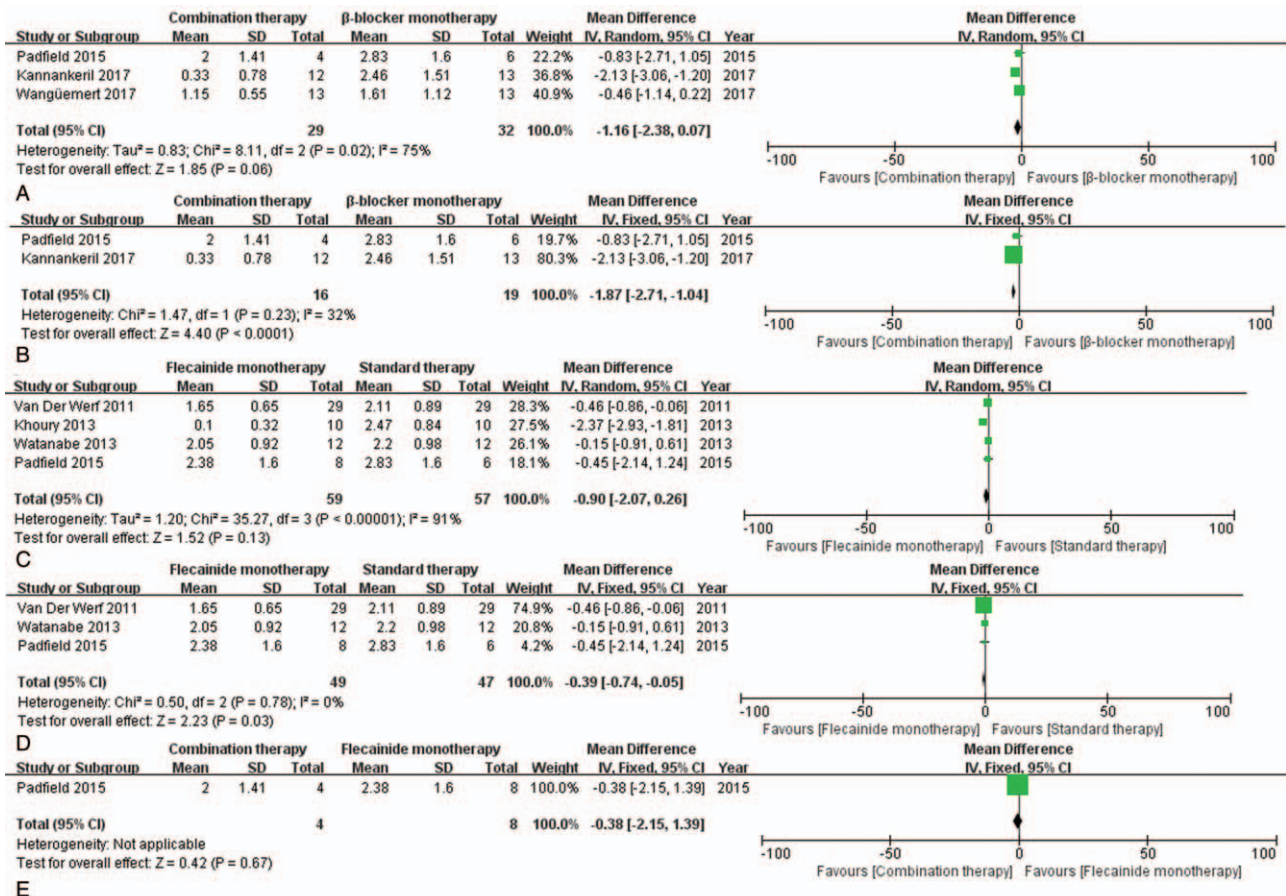 Combination therapy β-blocker monotherapy Mean Difference Mean Difference
Study or Subgroup Mean SD Total Mean SD Total Weight IV, Random, 95% CI Year IV, Random, 95% CI
Padfield 2015 2 1.41 4 2.83 1.6 6 22.2% -0.83 [-2.71, 1.05] 2015
Kannankeril 2017 0.33 0.78 12 2.46 1.51 13 36.8% -2.13 [-3.06, -1.20] 2017
Wangüemert 2017 1.15 0.55 13 1.61 1.12 13 40.9% -0.46 [-1.14, 0.22] 2017
Total (95% CI) 29 32 100.0% -1.16 [-2.38, 0.07]
Heterogeneity: Tau² = 0.83; Chi² = 8.11, df = 2 (P = 0.02); I² = 75%
Test for overall effect: Z = 1.85 (P = 0.06)
-100 -50 0 50 100
Favours [Combination therapy] Favours [β-blocker monotherapy]
A
Combination therapy β-blocker monotherapy Mean Difference Mean Difference
Study or Subgroup Mean SD Total Mean SD Total Weight IV, Fixed, 95% CI Year IV, Fixed, 95% CI
Padfield 2015 2 1.41 4 2.83 1.6 6 19.7% -0.83 [-2.71, 1.05] 2015
Kannankeril 2017 0.33 0.78 12 2.46 1.51 13 80.3% -2.13 [-3.06, -1.20] 2017
Total (95% CI) 16 19 100.0% -1.87 [-2.71, -1.04]
Heterogeneity: Chi² = 1.47, df = 1 (P = 0.23); I² = 32%
Test for overall effect: Z = 4.40 (P < 0.0001)
-100 -50 0 50 100
Favours [Combination therapy] Favours [β-blocker monotherapy]
B
Flecainide monotherapy Standard therapy Mean Difference Mean Difference
Study or Subgroup Mean SD Total Mean SD Total Weight IV, Random, 95% CI Year IV, Random, 95% CI
Van Der Werf 2011 1.65 0.65 29 2.11 0.89 29 28.3% -0.46 [-0.86, -0.06] 2011
Khoury 2013 0.1 0.32 10 2.47 0.84 10 27.5% -2.37 [-2.93, -1.81] 2013
Watanabe 2013 2.05 0.92 12 2.2 0.98 12 26.1% -0.15 [-0.91, 0.61] 2013
Padfield 2015 2.38 1.6 8 2.83 1.6 6 18.1% -0.45 [-2.14, 1.24] 2015
Total (95% CI) 59 57 100.0% -0.90 [-2.07, 0.26]
Heterogeneity: Tau² = 1.20; Chi² = 35.27, df = 3 (P < 0.00001); I² = 91%
Test for overall effect: Z = 1.52 (P = 0.13)
-100 -50 0 50 100
Favours [Flecainide monotherapy] Favours [Standard therapy]
C
Flecainide monotherapy Standard therapy Mean Difference Mean Difference
Study or Subgroup Mean SD Total Mean SD Total Weight IV, Fixed, 95% CI Year IV, Fixed, 95% CI
Van Der Werf 2011 1.65 0.65 29 2.11 0.89 29 74.9% -0.46 [-0.86, -0.06] 2011
Watanabe 2013 2.05 0.92 12 2.2 0.98 12 20.8% -0.15 [-0.91, 0.61] 2013
Padfield 2015 2.38 1.6 8 2.83 1.6 6 4.2% -0.45 [-2.14, 1.24] 2015
Total (95% CI) 49 47 100.0% -0.39 [-0.74, -0.05]
Heterogeneity: Chi² = 0.50, df = 2 (P = 0.78); I² = 0%
Test for overall effect: Z = 2.23 (P = 0.03)
-100 -50 0 50 100
Favours [Flecainide monotherapy] Favours [Standard therapy]
D
Combination therapy Flecainide monotherapy Mean Difference Mean Difference
Study or Subgroup Mean SD Total Mean SD Total Weight IV, Fixed, 95% CI Year IV, Fixed, 95% CI
Padfield 2015 2 1.41 4 2.38 1.6 8 100.0% -0.38 [-2.15, 1.39] 2015
Total (95% CI) 4 8 100.0% -0.38 [-2.15, 1.39]
Heterogeneity: Not applicable
Test for overall effect: Z = 0.42 (P = 0.67)
-100 -50 0 50 100
Favours [Combination therapy] Favours [Flecainide monotherapy]
E